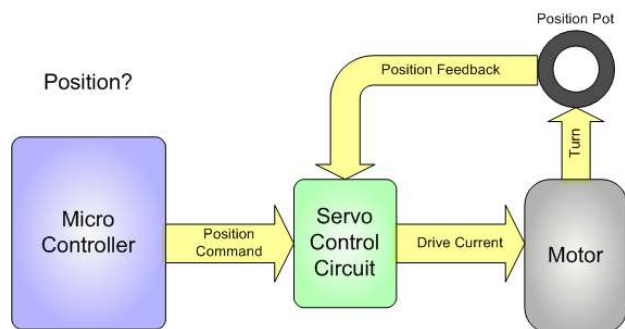 Position Pot
Position Feedback
Position?
Turn
Micro
Controller
Position
Command
Servo
Control
Circuit
Drive Current
Motor